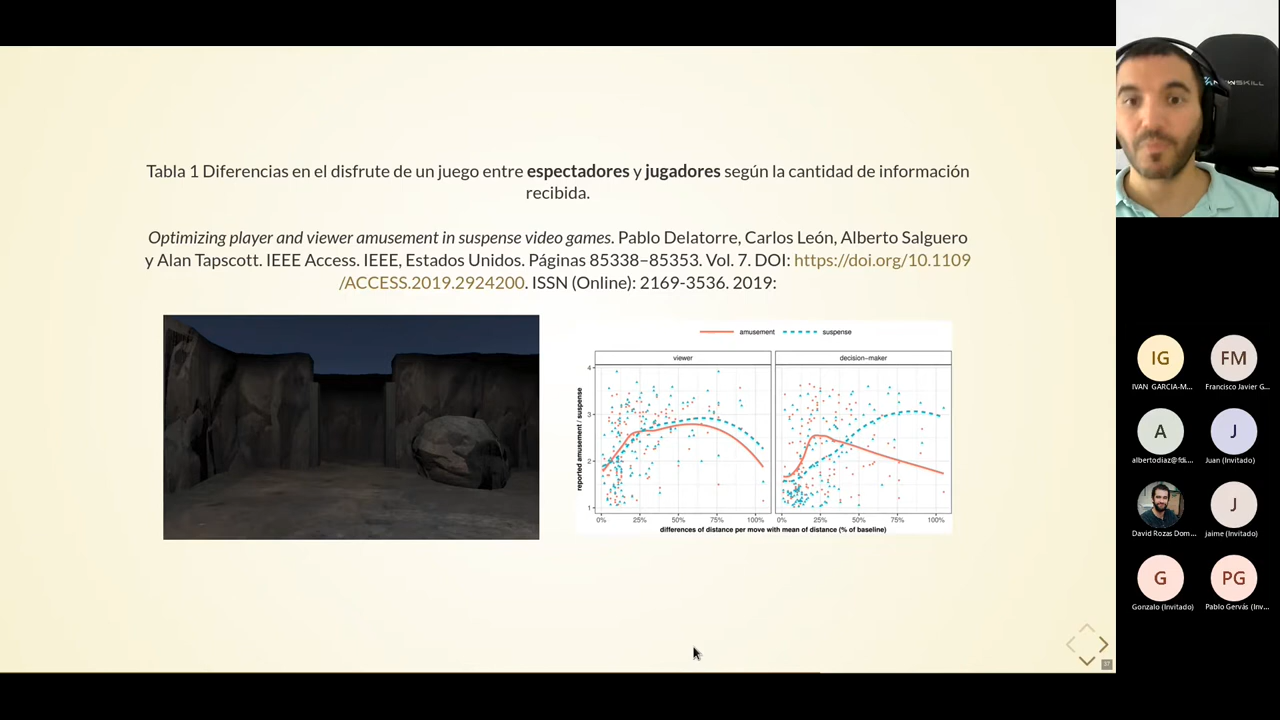 Tabla 1 Diferencias en el disfrute de un juego entre espectadores y jugadores según la cantidad de información
recibida.
Optimizing player and viewer amusement in suspense video games. Pablo Delatorre, Carlos León, Alberto Salguero
y Alan Tapscott. IEEE Access. IEEE, Estados Unidos. Páginas 85338–85353. Vol. 7. DOI: https://doi.org/10.1109
/ACCESS.2019.2924200. ISSN (Online): 2169-3536. 2019:
amusement suspense
viewer decision-maker
reported amusement / suspense
4
3
2
1
0% 25% 50% 75% 100% 0% 25% 50% 75% 100%
differences of distance per move with mean of distance (% of baseline)
37
IG FM
IVAN GARCIA-M... Francisco Javier G...
A J
albertodiaz@fdi.... Juan (Invitado)
J
David Rozas Dom... jaime (Invitado)
G PG
Gonzalo (Invitado) Pablo Gervás (Inv...